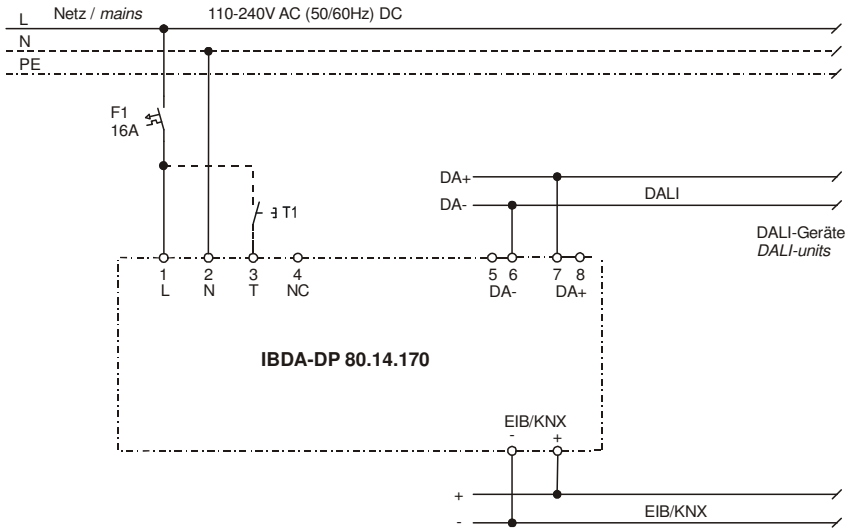 L Netz / mains 110-240V AC (50/60Hz) DC
N
PE
F1
16A
T1
DA+
DALI
DA-
DALI-Geräte
DALI-units
1 2 3 4 5 6 7 8
L N T NC DA- DA+
IBDA-DP 80.14.170
EIB/KNX
- +
+
EIB/KNX
-